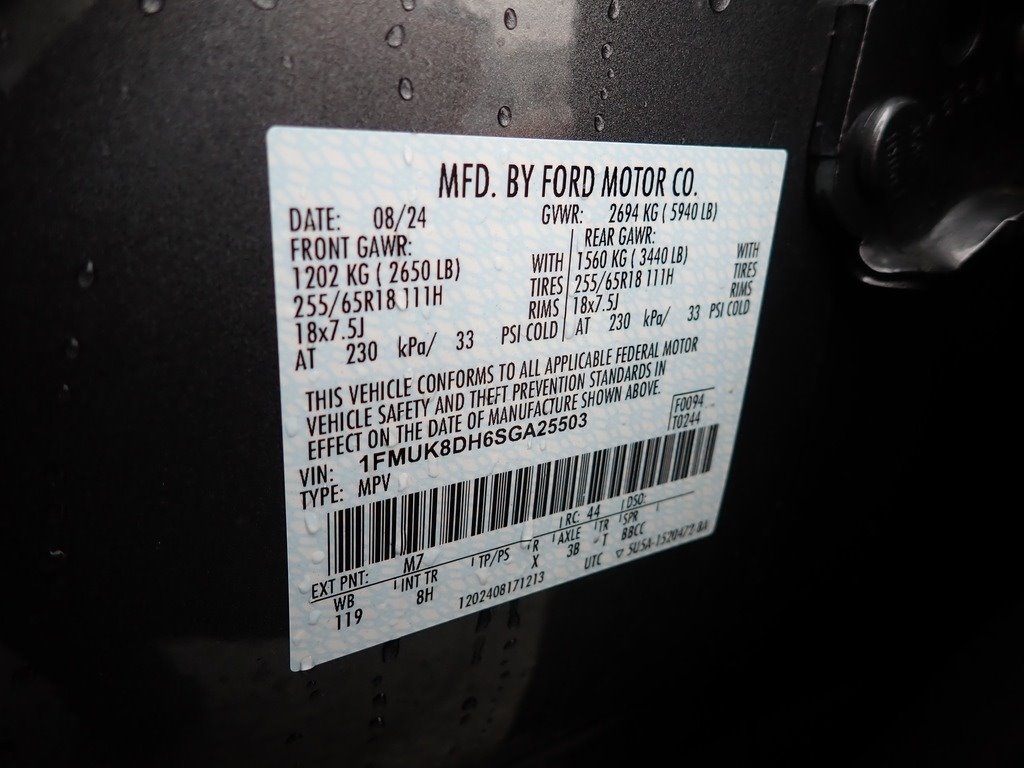 MFD. BY FORD MOTOR CO.
DATE: 08/24 GVWR: 2694 KG ( 5940 LB)
FRONT GAWR: REAR GAWR:
1202 KG ( 2650 LB) WITH 1560 KG ( 3440 LB) WITH
255/65R18 111H TIRES 255/65R18 111H TIRES
18x7.5J RIMS 18x7.5J RIMS
AT 230 kPa/ 33 PSI COLD AT 230 kPa/ 33 PSI COLD
THIS VEHICLE CONFORMS TO ALL APPLICABLE FEDERAL MOTOR
VEHICLE SAFETY AND THEFT PREVENTION STANDARDS IN
EFFECT ON THE DATE OF MANUFACTURE SHOWN ABOVE.
F0094
T0244
VIN: 1FMUK8DH6SGA25503
TYPE: MPV
EXT PNT: M7 RC: 44 DSO:
WB INT TR TP/PS R AXLE TR SPR
119 8H X 3B T BBCC
1202408171213 UTC ▽ SU5A-1520472-BA